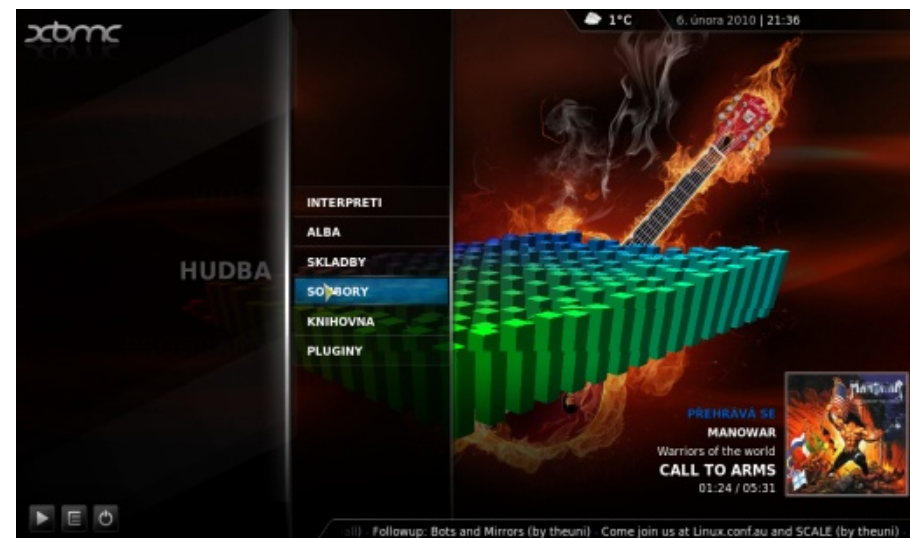 xbmc
1°C
6. února 2010 | 21:36
INTERPRETI
ALBA
SKLADBY
HUDBA
SOUBORY
KNIHOVNA
PLUGINY
PŘEHRÁVÁ SE
MANOWAR
Warriors of the world
CALL TO ARMS
01:24 / 05:31
Manowar
Followup: Bots and Mirrors (by theuni) - Come join us at Linux.conf.au and SCALE (by theuni)